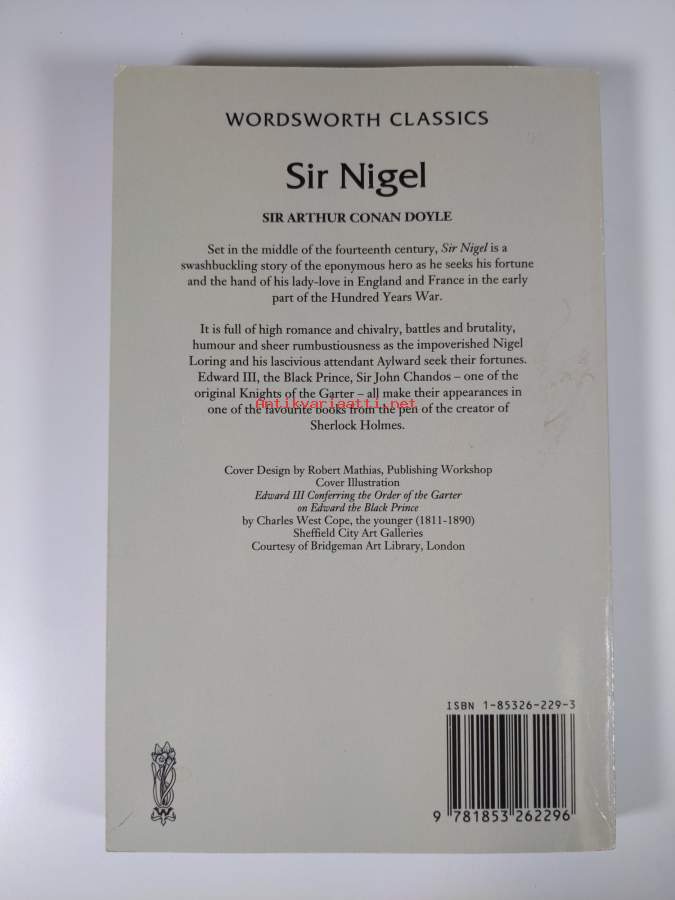 WORDSWORTH CLASSICS
Sir Nigel
SIR ARTHUR CONAN DOYLE
Set in the middle of the fourteenth century, Sir Nigel is a
swashbuckling story of the eponymous hero as he seeks his fortune
and the hand of his lady-love in England and France in the early
part of the Hundred Years War.
It is full of high romance and chivalry, battles and brutality,
humour and sheer rumbustiousness as the impoverished Nigel
Loring and his lascivious attendant Aylward seek their fortunes.
Edward III, the Black Prince, Sir John Chandos – one of the
original Knights of the Garter – all make their appearances in
Antikvariaatti.net
one of the favourite books from the pen of the creator of
Sherlock Holmes.
Cover Design by Robert Mathias, Publishing Workshop
Cover Illustration
Edward III Conferring the Order of the Garter
on Edward the Black Prince
by Charles West Cope, the younger (1811-1890)
Sheffield City Art Galleries
Courtesy of Bridgeman Art Library, London
ISBN 1-85326-229-3
W
9 781853 262296